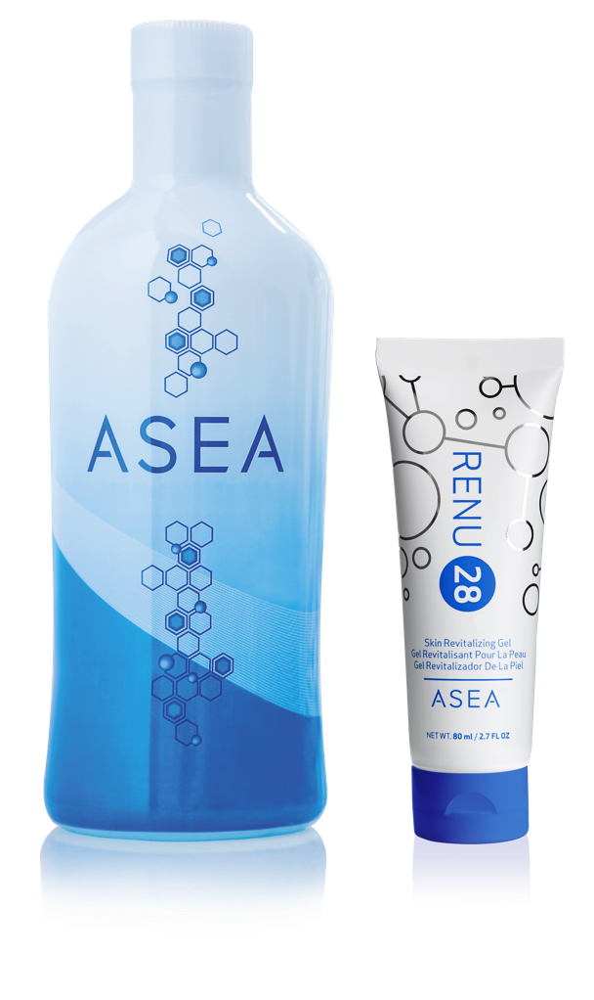 ASEA
RENU 28
Skin Revitalizing Gel
Gel Revitalisant Pour La Peau
Gel Revitalizador De La Piel
ASEA
NET WT. 80 ml / 2.7 FL OZ